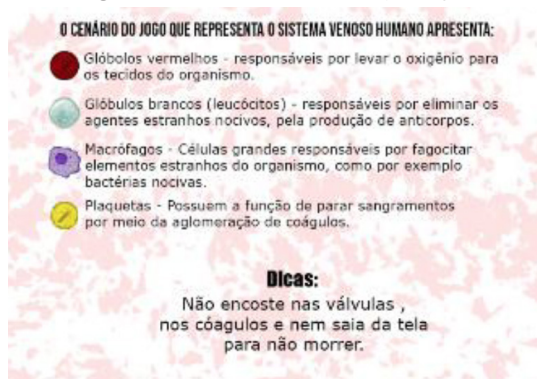 O CENÁRIO DO JOGO QUE REPRESENTA O SISTEMA VENOSO HUMANO APRESENTA:
Glóbolos vermelhos - responsáveis por levar o oxigênio para
os tecidos do organismo.
Glóbulos brancos (leucócitos) - responsáveis por eliminar os
agentes estranhos nocivos, pela produção de anticorpos.
Macrófagos - Células grandes responsáveis por fagocitar
elementos estranhos do organismo, como por exemplo
bactérias nocivas.
Plaquetas - Possuem a função de parar sangramentos
por meio da aglomeração de coágulos.
Dicas:
Não encoste nas válvulas ,
nos cóagulos e nem saia da tela
para não morrer.